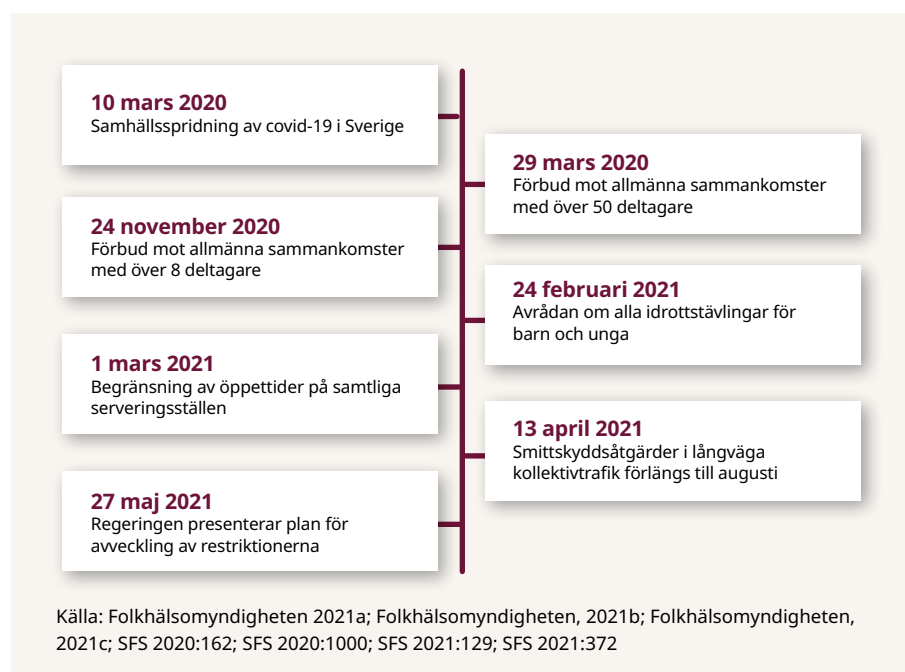 10 mars 2020
Samhällsspridning av covid-19 i Sverige
29 mars 2020
Förbud mot allmänna sammankomster
med över 50 deltagare
24 november 2020
Förbud mot allmänna sammankomster
med över 8 deltagare
24 februari 2021
Avrådan om alla idrottstävlingar för
barn och unga
1 mars 2021
Begränsning av öppettider på samtliga
serveringsställen
13 april 2021
Smittskyddsåtgärder i långväga
kollektivtrafik förlängs till augusti
27 maj 2021
Regeringen presenterar plan för
avveckling av restriktionerna
Källa: Folkhälsomyndigheten 2021a; Folkhälsomyndigheten, 2021b; Folkhälsomyndigheten,
2021c; SFS 2020:162; SFS 2020:1000; SFS 2021:129; SFS 2021:372